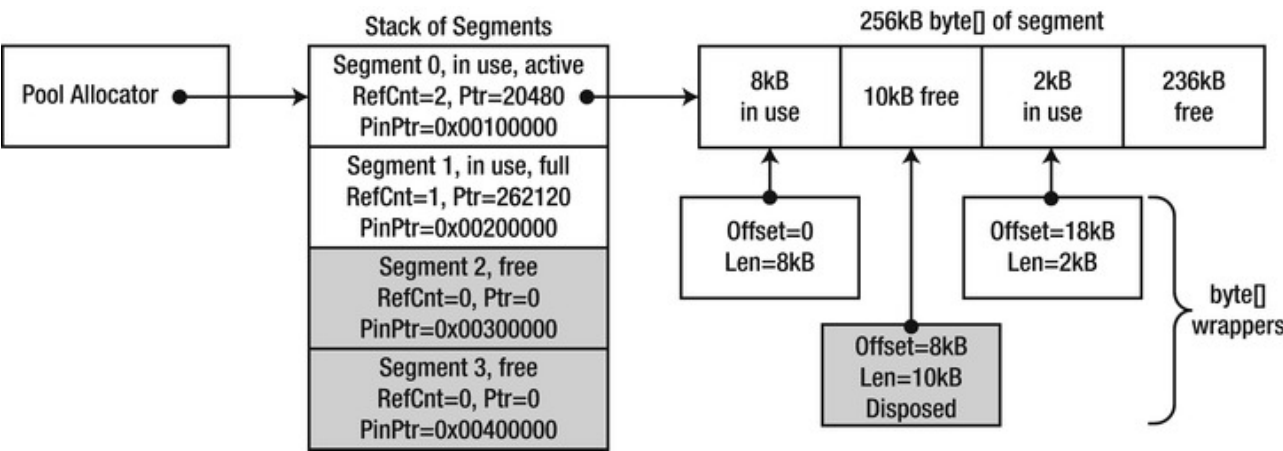 Stack of Segments
256kB byte[] of segment
Pool Allocator
Segment 0, in use, active
RefCnt=2, Ptr=20480
PinPtr=0x00100000
Segment 1, in use, full
RefCnt=1, Ptr=262120
PinPtr=0x00200000
Segment 2, free
RefCnt=0, Ptr=0
PinPtr=0x00300000
Segment 3, free
RefCnt=0, Ptr=0
PinPtr=0x00400000
8kB
in use
10kB free
2kB
in use
236kB
free
Offset=0
Len=8kB
Offset=8kB
Len=10kB
Disposed
Offset=18kB
Len=2kB
byte[]
wrappers